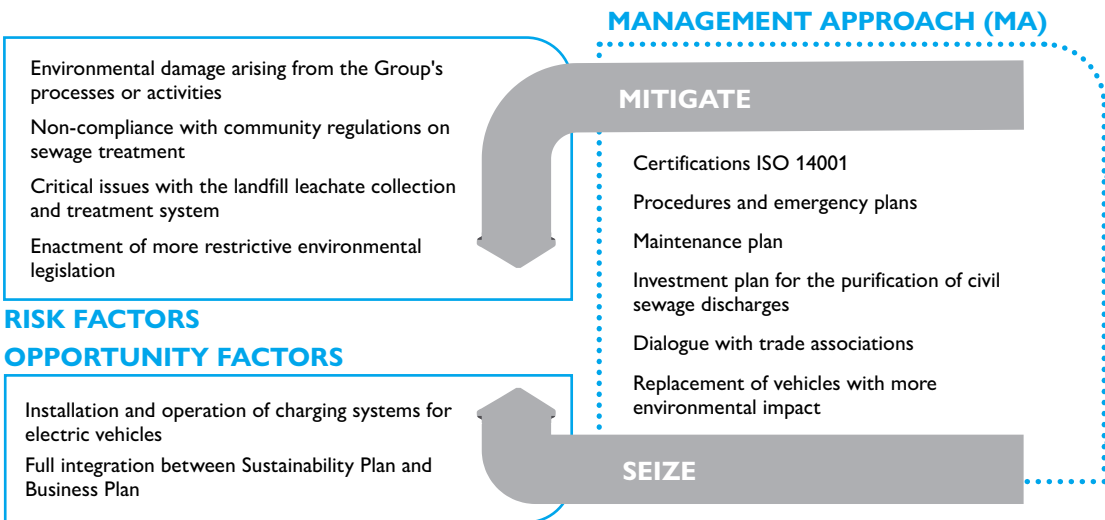 MANAGEMENT APPROACH (MA)
Environmental damage arising from the Group's
processes or activities
Non-compliance with community regulations on
sewage treatment
Critical issues with the landfill leachate collection
and treatment system
Enactment of more restrictive environmental
legislation
RISK FACTORS
OPPORTUNITY FACTORS
Installation and operation of charging systems for
electric vehicles
Full integration between Sustainability Plan and
Business Plan
MITIGATE
Certifications ISO 14001
Procedures and emergency plans
Maintenance plan
Investment plan for the purification of civil
sewage discharges
Dialogue with trade associations
Replacement of vehicles with more
environmental impact
SEIZE